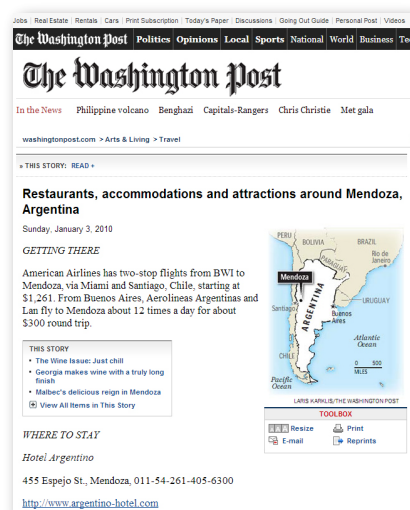 Jobs | Real Estate | Rentals | Cars | Print Subscription | Today's Paper | Discussions | Going Out Guide | Personal Post | Videos
The Washington Post Politics Opinions Local Sports National World Business
The Washington Post
In the News Philippine volcano Benghazi Capitals-Rangers Chris Christie Met gala
washingtonpost.com > Arts & Living > Travel
» THIS STORY: READ +
Restaurants, accommodations and attractions around Mendoza,
Argentina
Sunday, January 3, 2010
GETTING THERE
American Airlines has two-stop flights from BWI to
Mendoza, via Miami and Santiago, Chile, starting at
$1,261. From Buenos Aires, Aerolineas Argentinas and
Lan fly to Mendoza about 12 times a day for about
$300 round trip.
THIS STORY
• The Wine Issue: Just chill
• Georgia makes wine with a truly long
finish
• Malbec's delicious reign in Mendoza
View All Items in This Story
WHERE TO STAY
Hotel Argentino
455 Espejo St., Mendoza, 011-54-261-405-6300
http://www.argentino-hotel.com
PERU
BOLIVIA
BRAZIL
Rio de
Janeiro
PARAGUAY
Mendoza
ARGENTINA
URUGUAY
Santiago
Buenos
Aires
Atlantic
Ocean
CHILE
0 500
MILES
Pacific
Ocean
LARIS KARKLIS/THE WASHINGTON POST
TOOLBOX
AAA Resize Print
E-mail Reprints